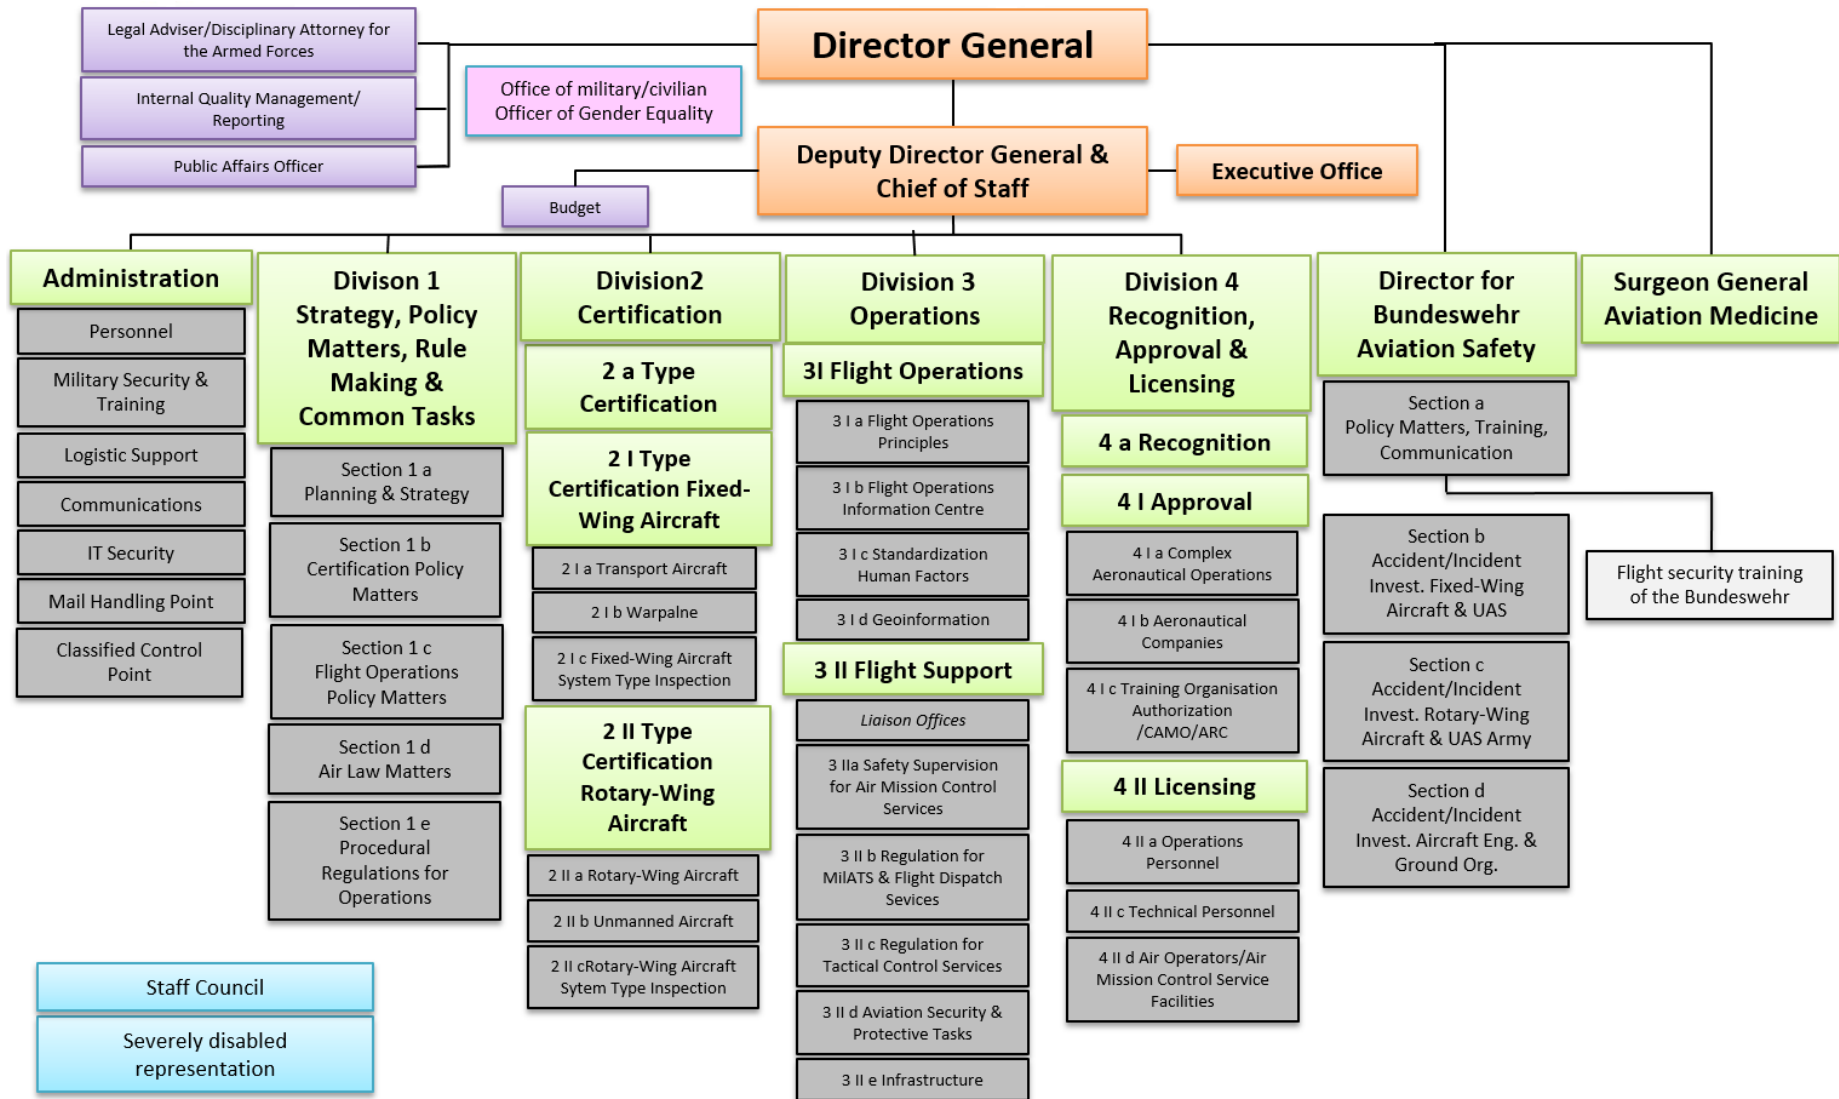 Legal Adviser/Disciplinary Attorney for
the Armed Forces
Internal Quality Management/
Reporting
Public Affairs Officer
Office of military/civilian
Officer of Gender Equality
Director General
Deputy Director General &
Chief of Staff
Executive Office
Budget
Administration
Personnel
Military Security &
Training
Logistic Support
Communications
IT Security
Mail Handling Point
Classified Control
Point
Divison 1
Strategy, Policy
Matters, Rule
Making &
Common Tasks
Section 1 a
Planning & Strategy
Section 1 b
Certification Policy
Matters
Section 1 c
Flight Operations
Policy Matters
Section 1 d
Air Law Matters
Section 1 e
Procedural
Regulations for
Operations
Division2
Certification
2 a Type
Certification
2 I Type
Certification Fixed-
Wing Aircraft
2 I a Transport Aircraft
2 I b Warpalne
2 I c Fixed-Wing Aircraft
System Type Inspection
2 II Type
Certification
Rotary-Wing
Aircraft
2 II a Rotary-Wing Aircraft
2 II b Unmanned Aircraft
2 II cRotary-Wing Aircraft
Sytem Type Inspection
Division 3
Operations
3I Flight Operations
3 I a Flight Operations
Principles
3 I b Flight Operations
Information Centre
3 I c Standardization
Human Factors
3 I d Geoinformation
3 II Flight Support
Liaison Offices
3 IIa Safety Supervision
for Air Mission Control
Services
3 II b Regulation for
MilATS & Flight Dispatch
Sevices
3 II c Regulation for
Tactical Control Services
3 II d Aviation Security &
Protective Tasks
3 II e Infrastructure
Division 4
Recognition,
Approval &
Licensing
4 a Recognition
4 I Approval
4 I a Complex
Aeronautical Operations
4 I b Aeronautical
Companies
4 I c Training Organisation
Authorization
/CAMO/ARC
4 II Licensing
4 II a Operations
Personnel
4 II c Technical Personnel
4 II d Air Operators/Air
Mission Control Service
Facilities
Director for
Bundeswehr
Aviation Safety
Section a
Policy Matters, Training,
Communication
Section b
Accident/Incident
Invest. Fixed-Wing
Aircraft & UAS
Section c
Accident/Incident
Invest. Rotary-Wing
Aircraft & UAS Army
Section d
Accident/Incident
Invest. Aircraft Eng. &
Ground Org.
Surgeon General
Aviation Medicine
Flight security training
of the Bundeswehr
Staff Council
Severely disabled
representation